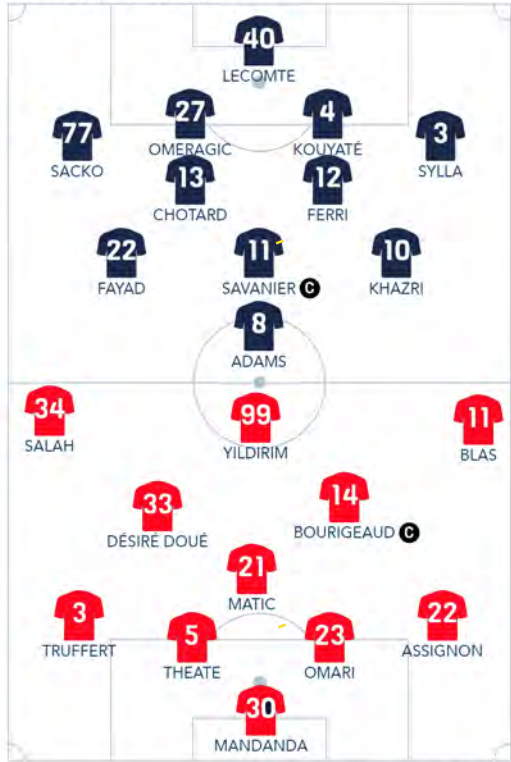 40
LECOMTE
27 4
77 3
OMERAGIC KOUYATÉ
SACKO SYLLA
13 12
CHOTARD FERRI
22 11 10
FAYAD SAVANIER C KHAZRI
8
ADAMS
34 99 11
SALAH YILDIRIM BLAS
33 14
DÉSIRÉ DOUÉ BOURIGEAUD C
21
MATIC
3 5 23 22
TRUFFERT THEATE OMARI ASSIGNON
30
MANDANDA